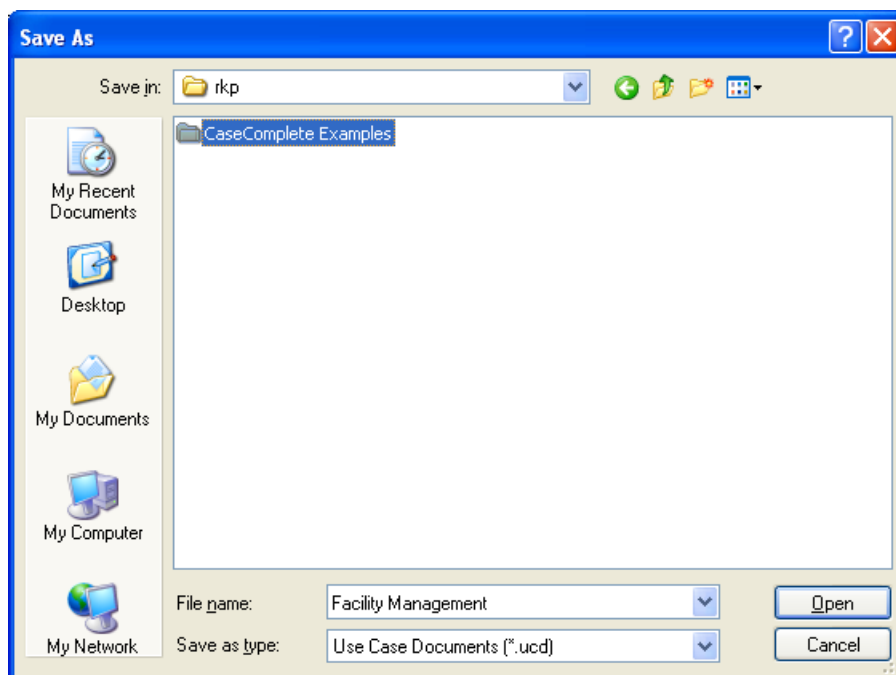 Save As
Save in:
rkp
CaseComplete Examples
My Recent
Documents
Desktop
My Documents
My Computer
My Network
File name:
Facility Management
Open
Save as type:
Use Case Documents (*.ucd)
Cancel